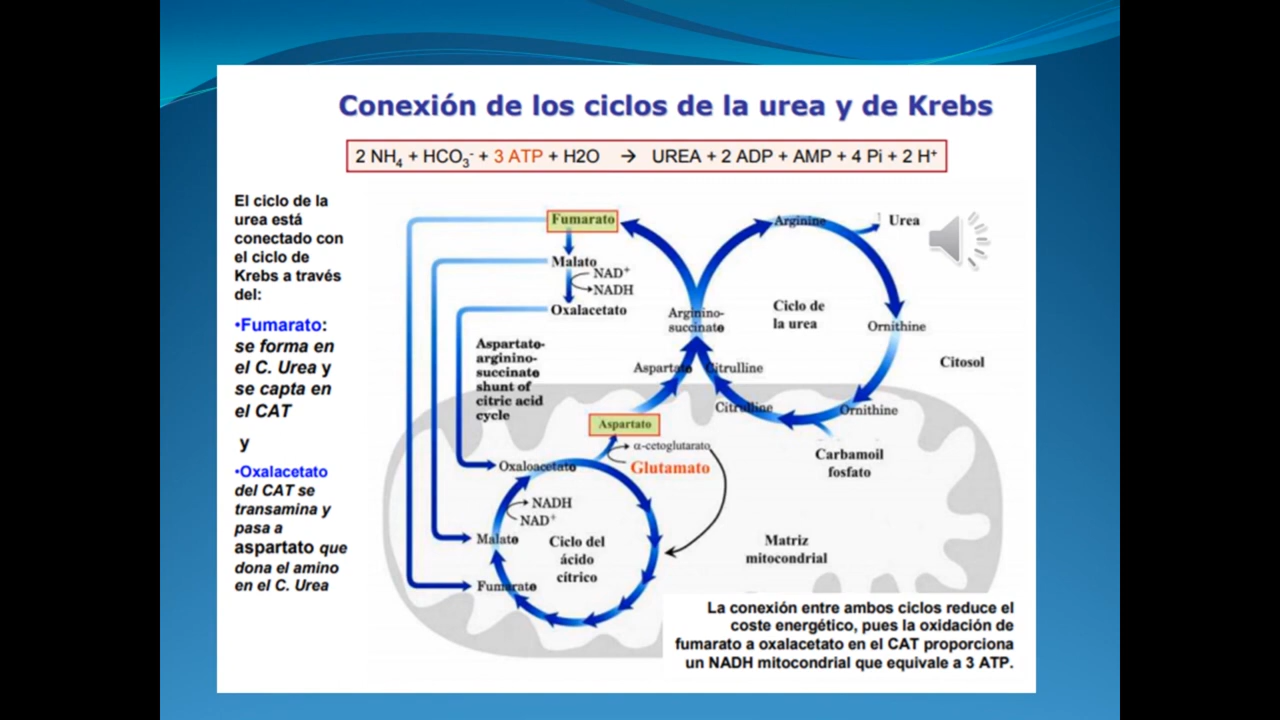 Conexión de los ciclos de la urea y de Krebs
2 NH4 + HCO3- + 3 ATP + H2O → UREA + 2 ADP + AMP + 4 Pi + 2 H+
El ciclo de la
urea está
conectado con
el ciclo de
Krebs a través
del:
•Fumarato:
se forma en
el C. Urea y
se capta en
el CAT
y
•Oxalacetato
del CAT se
transamina y
pasa a
aspartato que
dona el amino
en el C. Urea
Fumarato
Malato
NAD+
NADH
Oxalacetato
Aspartato-
arginino-
succinato
shunt of
citric acid
cycle
Arginino-
succinato
Aspartato
Citrulline
Arginine
Urea
Ciclo de
la urea
Ornithine
Citosol
Citrulline
Ornithine
Carbamoil
fosfato
Aspartato
α-cetoglutarato
Glutamato
Oxaloacetato
NADH
NAD+
Malato
Ciclo del
ácido
cítrico
Fumarato
Matriz
mitocondrial
La conexión entre ambos ciclos reduce el
coste energético, pues la oxidación de
fumarato a oxalacetato en el CAT proporciona
un NADH mitocondrial que equivale a 3 ATP.